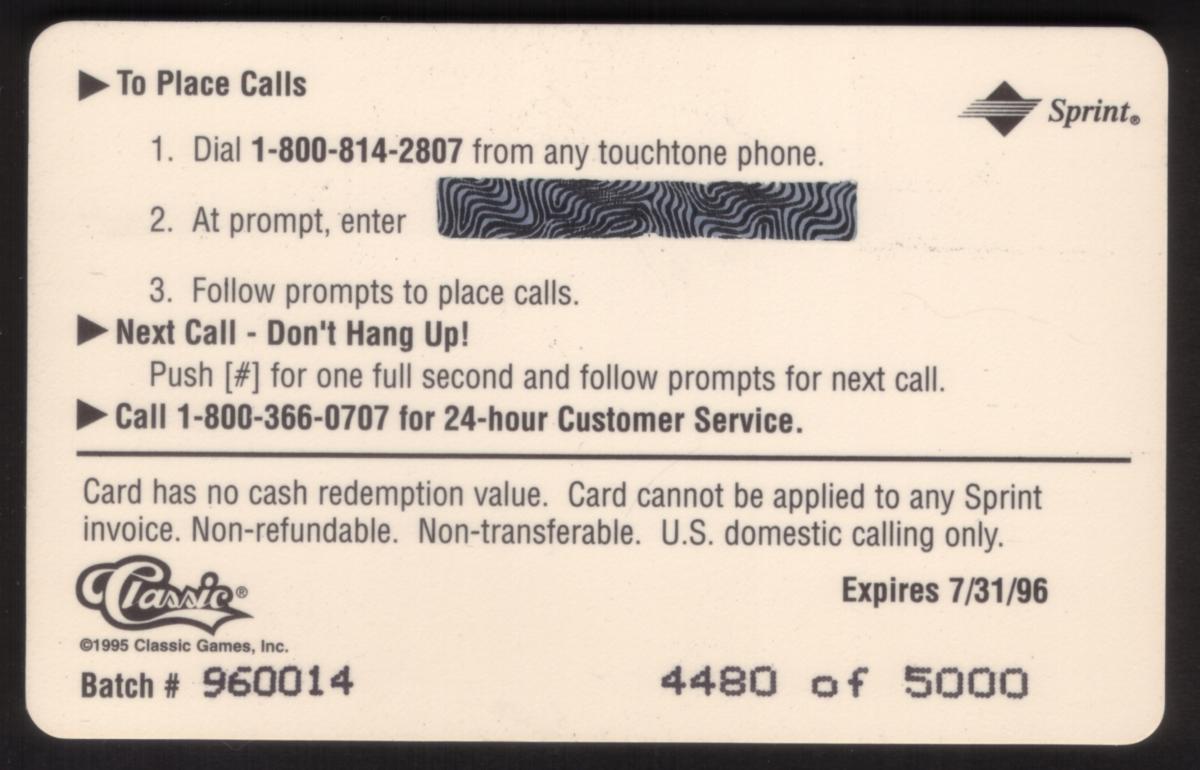 ▶ To Place Calls
Sprint®
1. Dial 1-800-814-2807 from any touchtone phone.
2. At prompt, enter
3. Follow prompts to place calls.
▶ Next Call - Don't Hang Up!
Push [#] for one full second and follow prompts for next call.
▶ Call 1-800-366-0707 for 24-hour Customer Service.
Card has no cash redemption value. Card cannot be applied to any Sprint
invoice. Non-refundable. Non-transferable. U.S. domestic calling only.
Classic®
Expires 7/31/96
©1995 Classic Games, Inc.
Batch # 960014 4480 of 5000